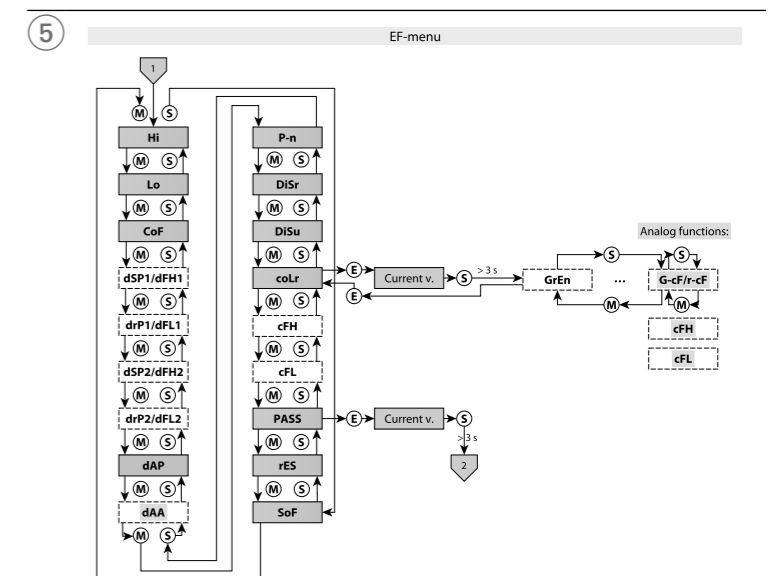 5
EF-menu
1
M S
Hi
M S
Lo
M S
CoF
M S
dSP1/dFH1
M S
drP1/dFL1
M S
dSP2/dFH2
M S
drP2/dFL2
M S
dAP
M S
dAA
M S
P-n
M S
DiSr
M S
DiSu
M S
coLr
M S
cFH
M S
cFL
M S
PASS
M S
rES
M S
SoF
E Current v. S > 3 s
E
GrEn ... G-cF/r-cF
S
M
Analog functions:
S
M
cFH
cFL
E Current v. S
> 3 s
2